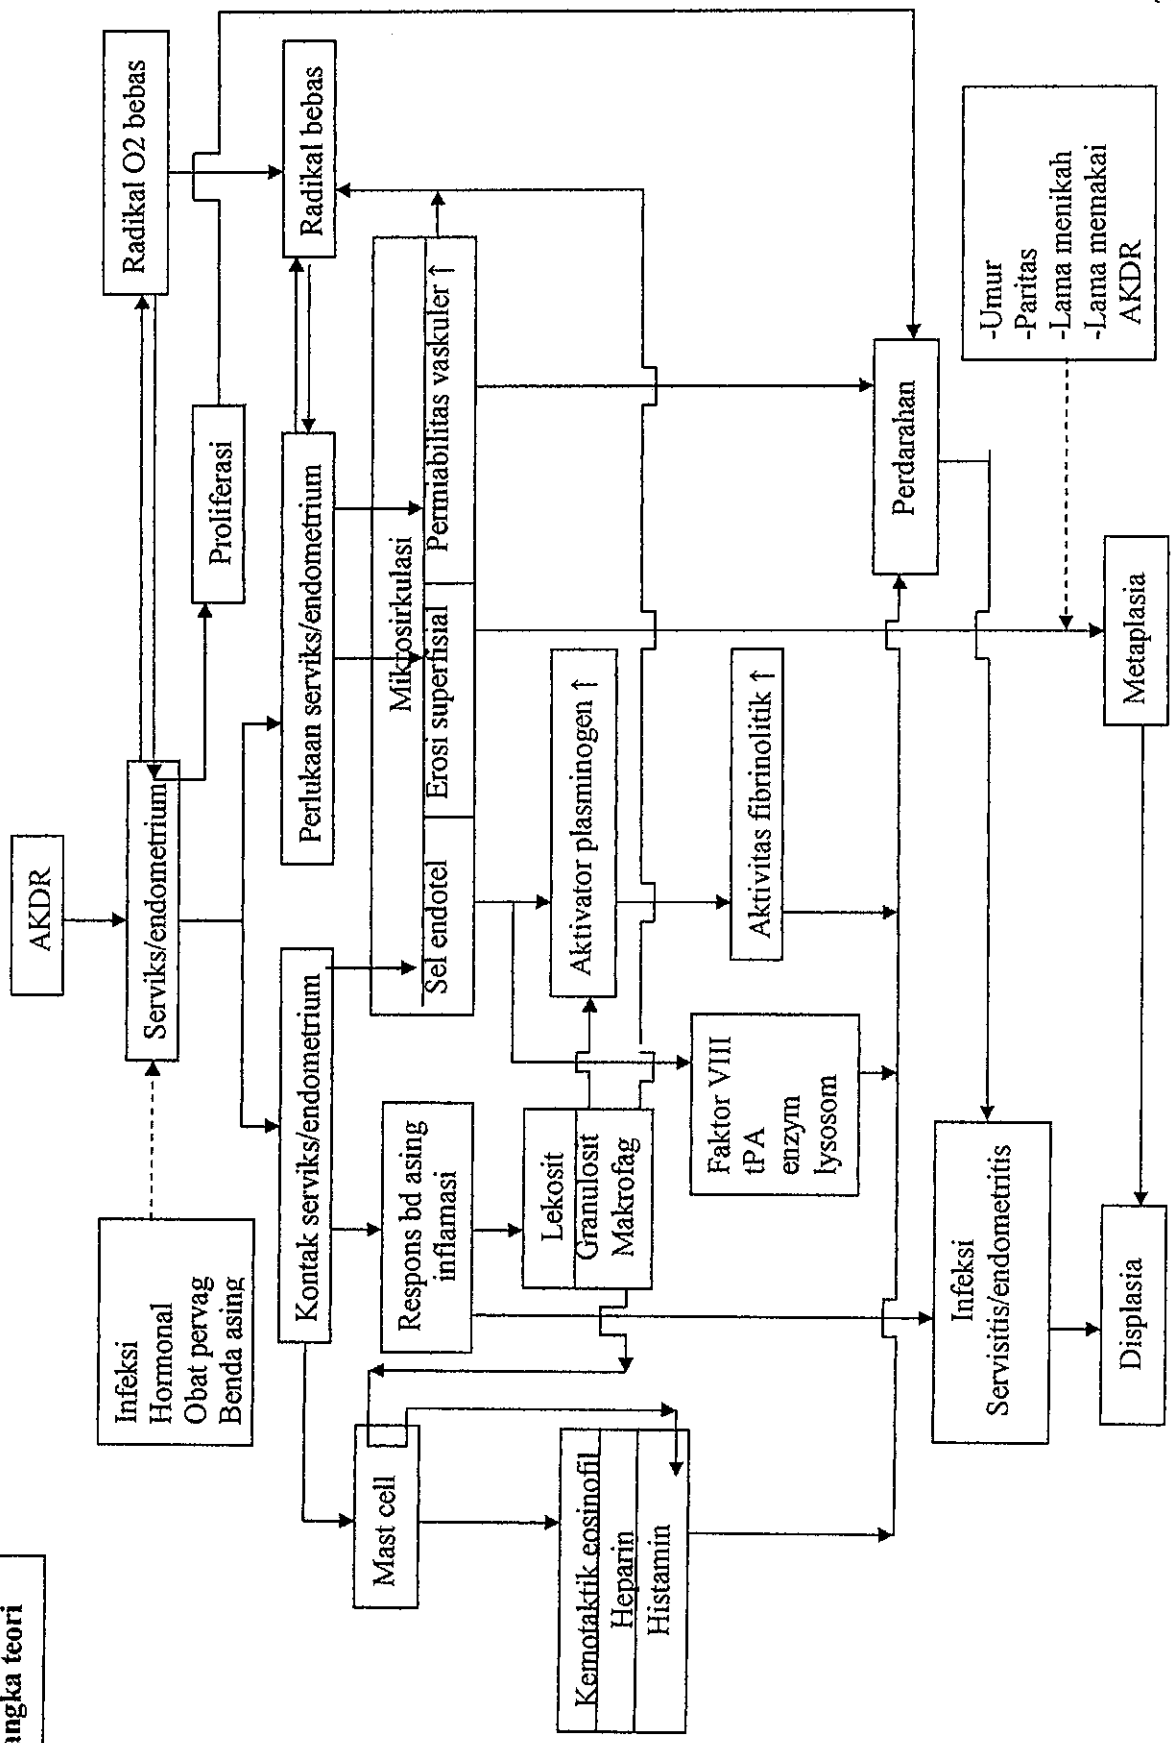 angka teori
AKDR
Infeksi
Hormonal
Obat pervag
Benda asing
Serviks/endometrium
Radikal O2 bebas
Proliferasi
Kontak serviks/endometrium
Perlukaan serviks/endometrium
Radikal bebas
Mast cell
Respons bd asing
inflamasi
Mikrosirkulasi
Sel endotel
Erosi superfisial
Permiabilitas vaskuler ↑
Lekosit
Granulosit
Makrofag
Aktivator plasminogen ↑
Kemotaktik eosinofil
Heparin
Histamin
Faktor VIII
tPA
enzym
lysosom
Aktivitas fibrinolitik ↑
Perdarahan
Infeksi
Servisitis/endometritis
-Umur
-Paritas
-Lama menikah
-Lama memakai
AKDR
Displasia
Metaplasia